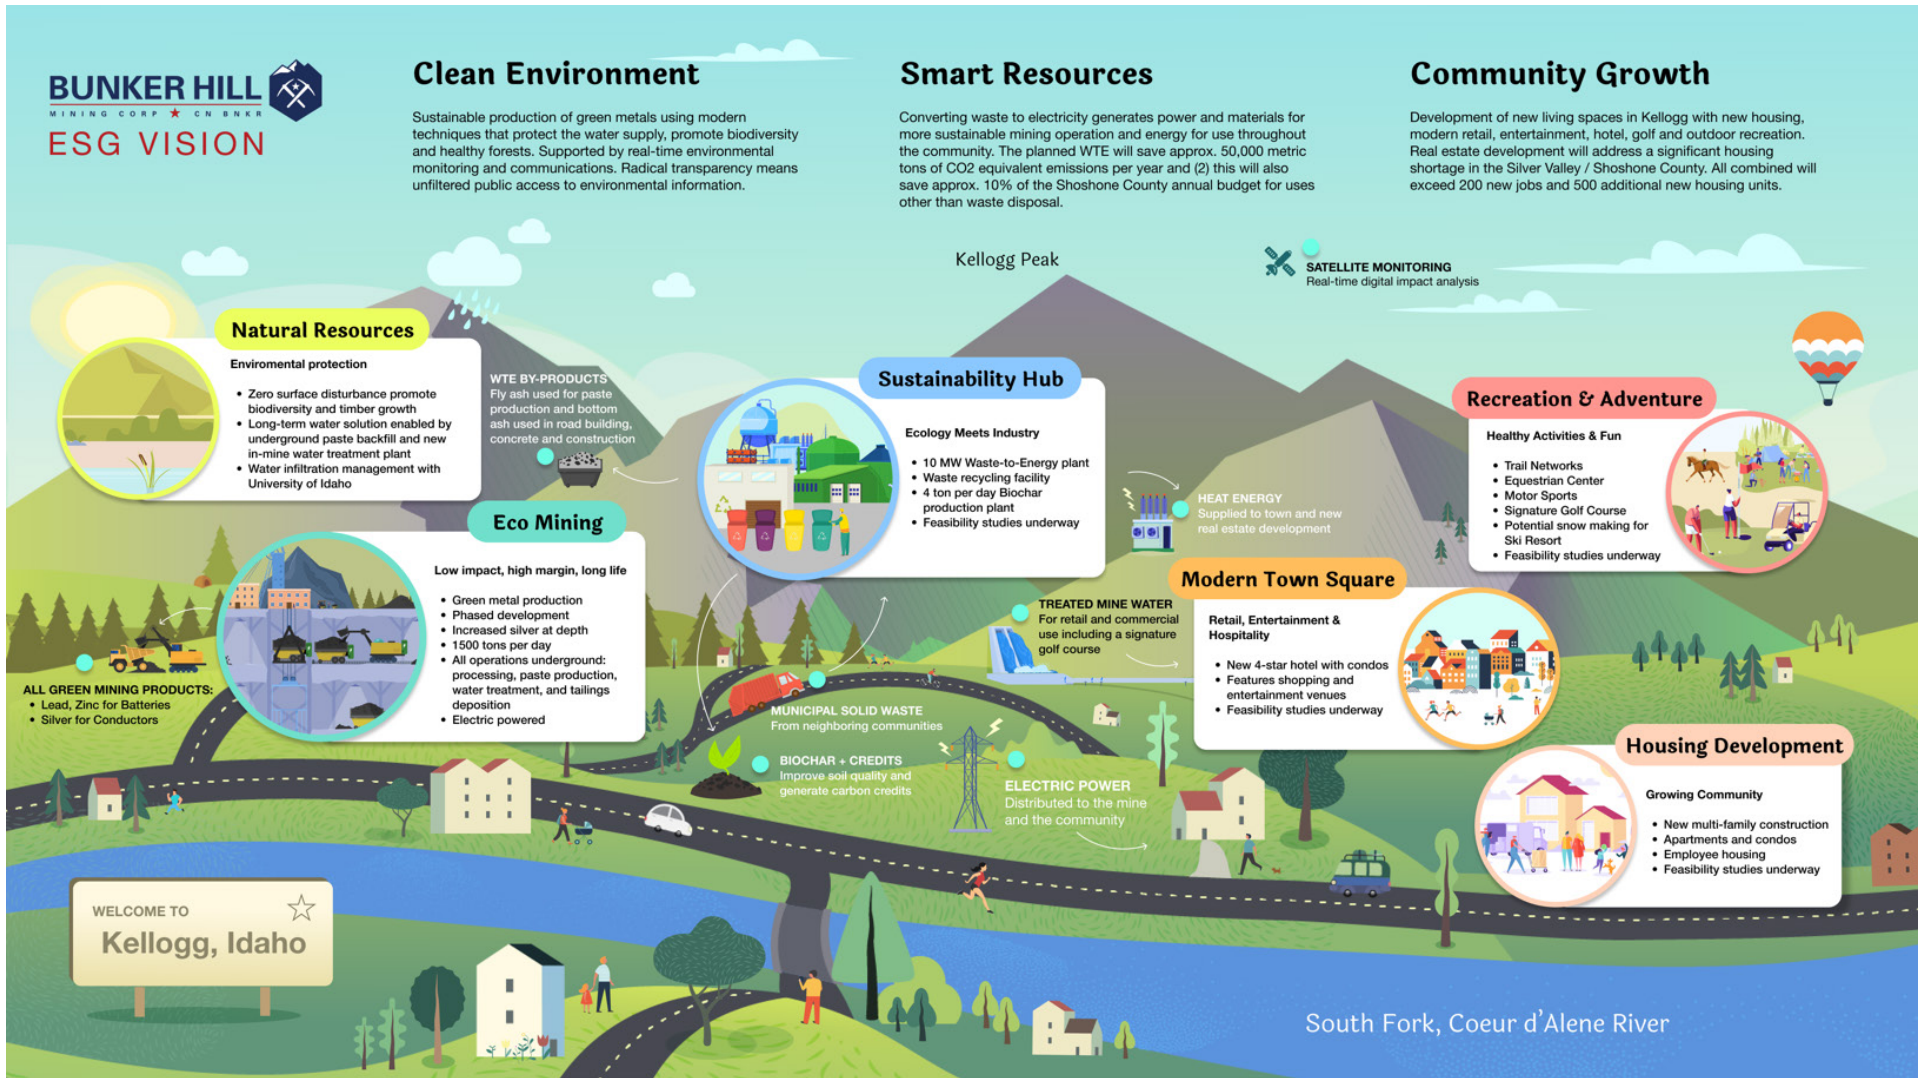 BUNKER HILL
MINING CORP ★ CN BNKR
ESG VISION
Clean Environment
Sustainable production of green metals using modern
techniques that protect the water supply, promote biodiversity
and healthy forests. Supported by real-time environmental
monitoring and communications. Radical transparency means
unfiltered public access to environmental information.
Smart Resources
Converting waste to electricity generates power and materials for
more sustainable mining operation and energy for use throughout
the community. The planned WTE will save approx. 50,000 metric
tons of CO2 equivalent emissions per year and (2) this will also
save approx. 10% of the Shoshone County annual budget for uses
other than waste disposal.
Community Growth
Development of new living spaces in Kellogg with new housing,
modern retail, entertainment, hotel, golf and outdoor recreation.
Real estate development will address a significant housing
shortage in the Silver Valley / Shoshone County. All combined will
exceed 200 new jobs and 500 additional new housing units.
Kellogg Peak
SATELLITE MONITORING
Real-time digital impact analysis
Natural Resources
Enviromental protection
• Zero surface disturbance promote
biodiversity and timber growth
• Long-term water solution enabled by
underground paste backfill and new
in-mine water treatment plant
• Water infiltration management with
University of Idaho
WTE BY-PRODUCTS
Fly ash used for paste
production and bottom
ash used in road building,
concrete and construction
Sustainability Hub
Ecology Meets Industry
• 10 MW Waste-to-Energy plant
• Waste recycling facility
• 4 ton per day Biochar
production plant
• Feasibility studies underway
HEAT ENERGY
Supplied to town and new
real estate development
Recreation & Adventure
Healthy Activities & Fun
• Trail Networks
• Equestrian Center
• Motor Sports
• Signature Golf Course
• Potential snow making for
Ski Resort
• Feasibility studies underway
Eco Mining
Low impact, high margin, long life
• Green metal production
• Phased development
• Increased silver at depth
• 1500 tons per day
• All operations underground:
processing, paste production,
water treatment, and tailings
deposition
• Electric powered
ALL GREEN MINING PRODUCTS:
• Lead, Zinc for Batteries
• Silver for Conductors
TREATED MINE WATER
For retail and commercial
use including a signature
golf course
Modern Town Square
Retail, Entertainment &
Hospitality
• New 4-star hotel with condos
• Features shopping and
entertainment venues
• Feasibility studies underway
MUNICIPAL SOLID WASTE
From neighboring communities
BIOCHAR + CREDITS
Improve soil quality and
generate carbon credits
ELECTRIC POWER
Distributed to the mine
and the community
Housing Development
Growing Community
• New multi-family construction
• Apartments and condos
• Employee housing
• Feasibility studies underway
WELCOME TO
Kellogg, Idaho
South Fork, Coeur d'Alene River